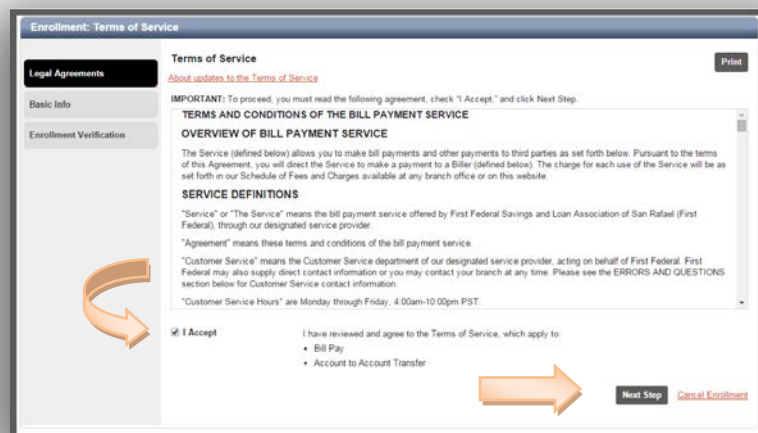 Enrollment: Terms of Service
Legal Agreements
Basic Info
Enrollment Verification
Terms of Service
Print
About updates to the Terms of Service
IMPORTANT: To proceed, you must read the following agreement, check "I Accept," and click Next Step.
TERMS AND CONDITIONS OF THE BILL PAYMENT SERVICE
OVERVIEW OF BILL PAYMENT SERVICE
The Service (defined below) allows you to make bill payments and other payments to third parties as set forth below. Pursuant to the terms
of this Agreement, you will direct the Service to make a payment to a Biller (defined below). The charge for each use of the Service will be as
set forth in our Schedule of Fees and Charges available at any branch office or on this website.
SERVICE DEFINITIONS
"Service" or "The Service" means the bill payment service offered by First Federal Savings and Loan Association of San Rafael (First
Federal), through our designated service provider.
"Agreement" means these terms and conditions of the bill payment service.
"Customer Service" means the Customer Service department of our designated service provider, acting on behalf of First Federal. First
Federal may also supply direct contact information or you may contact your branch at any time. Please see the ERRORS AND QUESTIONS
section below for Customer Service contact information.
"Customer Service Hours" are Monday through Friday, 4:00am-10:00pm PST.
I Accept
I have reviewed and agree to the Terms of Service, which apply to:
• Bill Pay
• Account to Account Transfer
Next Step
Cancel Enrollment